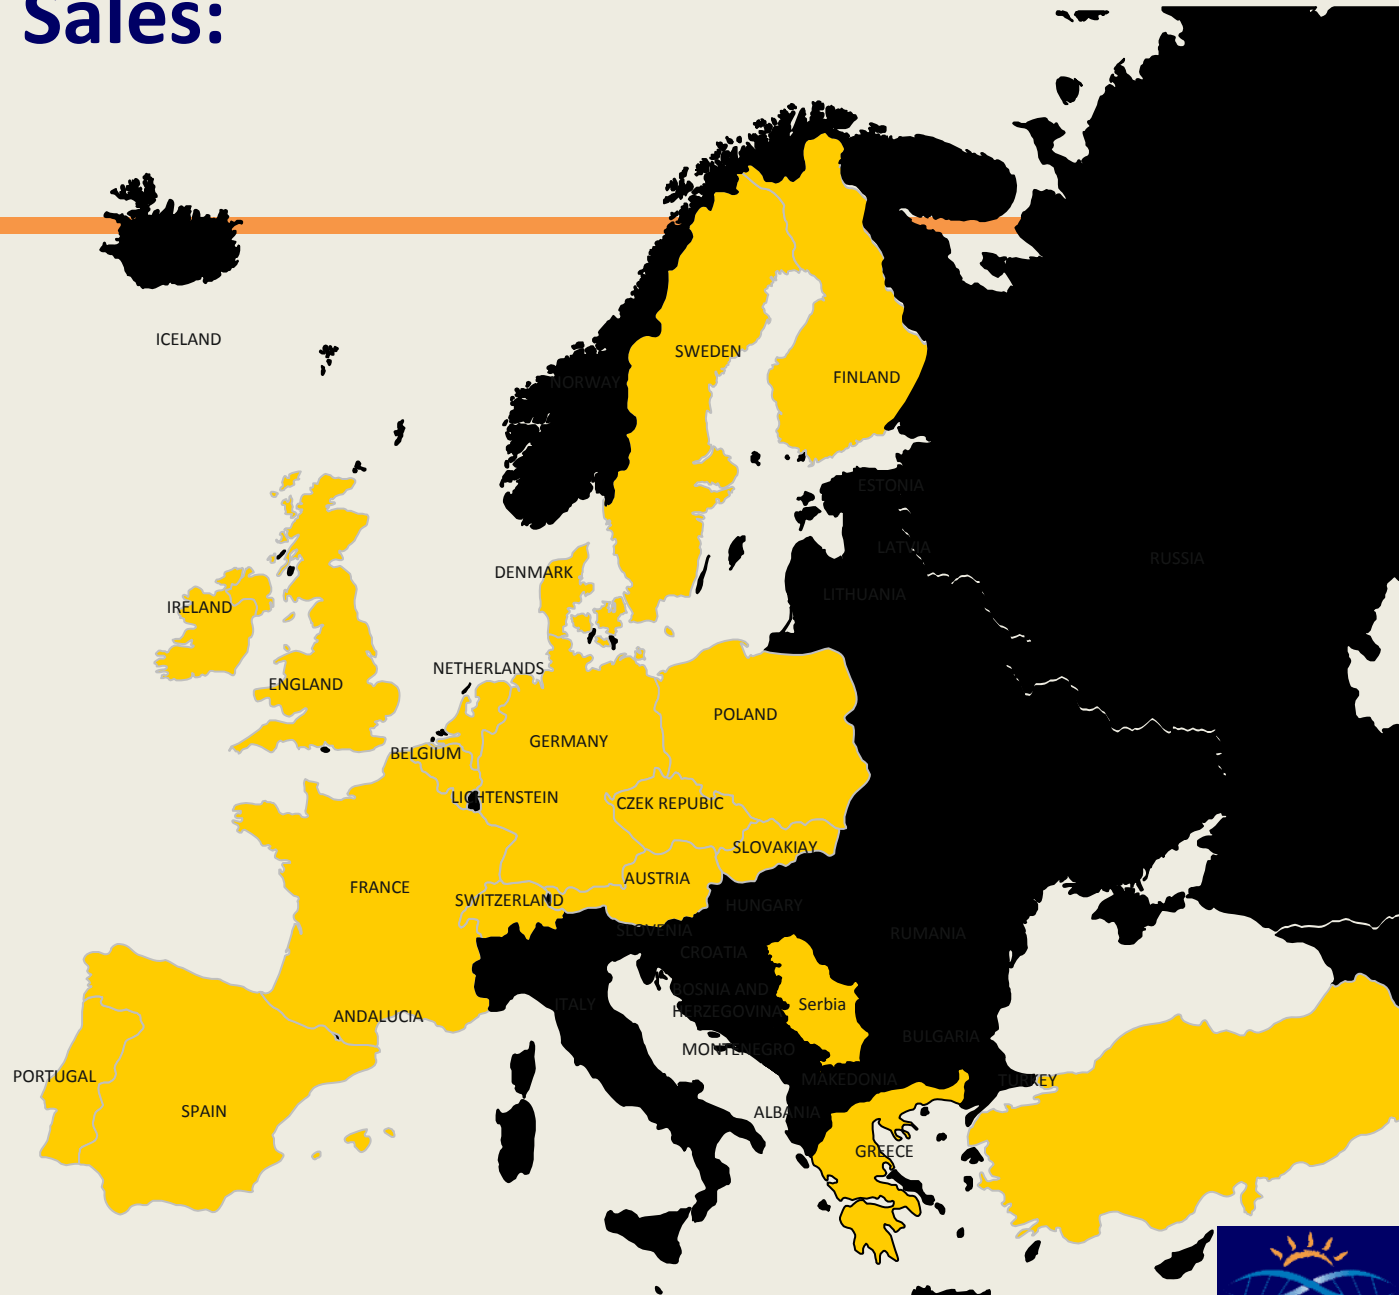 Sales:
ICELAND
SWEDEN
NORWAY
FINLAND
ESTONIA
LATVIA
RUSSIA
DENMARK
LITHUANIA
IRELAND
NETHERLANDS
ENGLAND
POLAND
GERMANY
BELGIUM
LICHTENSTEIN
CZEK REPUBIC
SLOVAKIAY
AUSTRIA
FRANCE
SWITZERLAND
HUNGARY
SLOVENIA
RUMANIA
CROATIA
BOSNIA AND
HERZEGOVINA
Serbia
ITALY
ANDALUCIA
BULGARIA
MONTENEGRO
PORTUGAL
MAKEDONIA
TURKEY
SPAIN
ALBANIA
GREECE